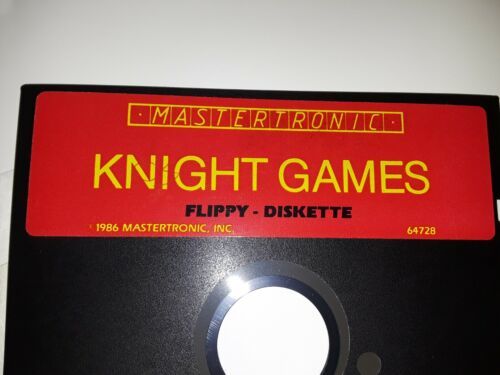 · MASTERTRONIC ·
KNIGHT GAMES
FLIPPY - DISKETTE
1986 MASTERTRONIC, INC. 64728